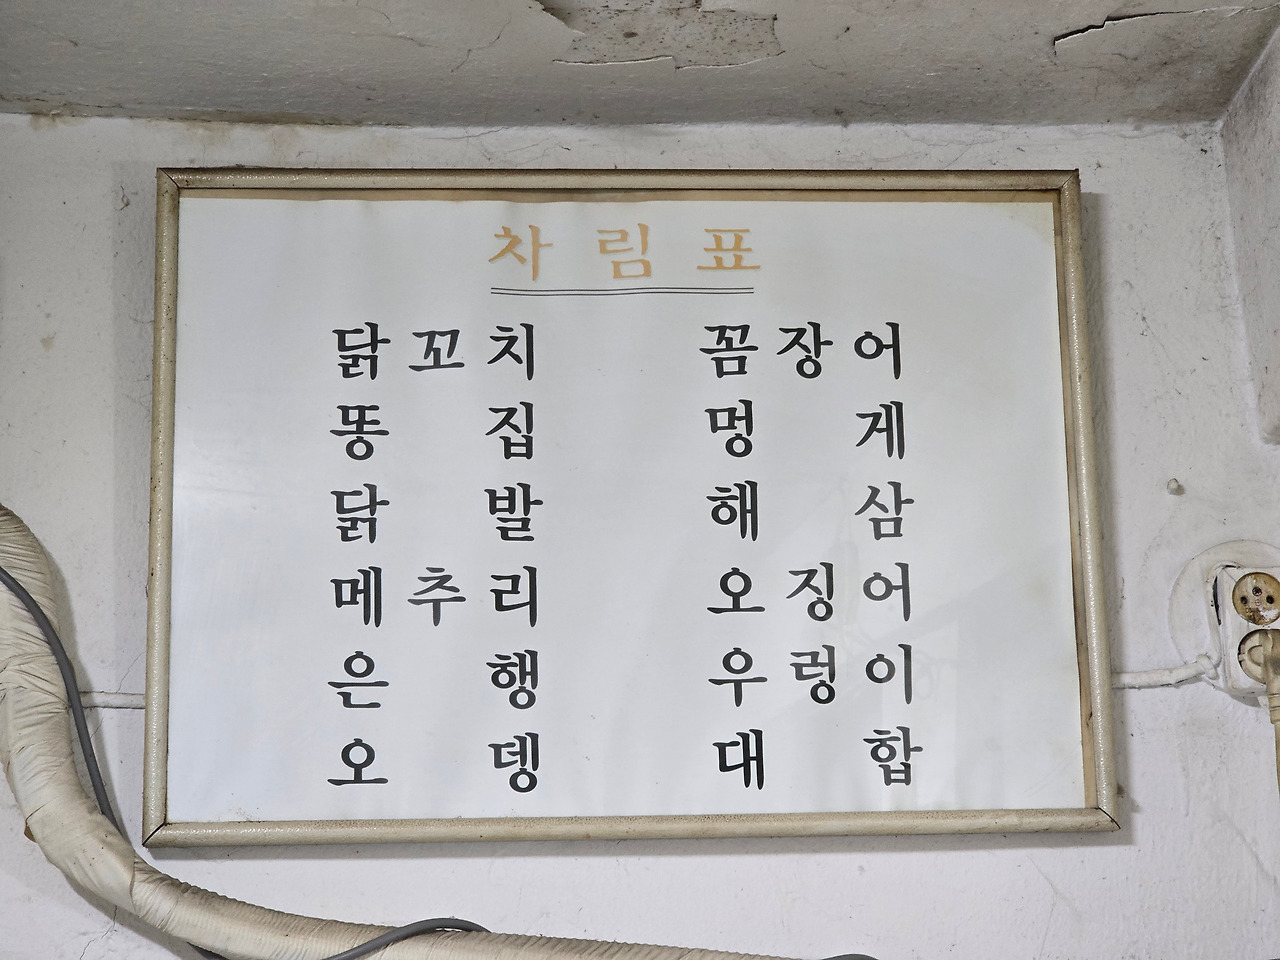 차림표
닭꼬치 꼼장어
똥집 멍게
닭발 해삼
메추리 오징어
은행 우렁이
오뎅 대합